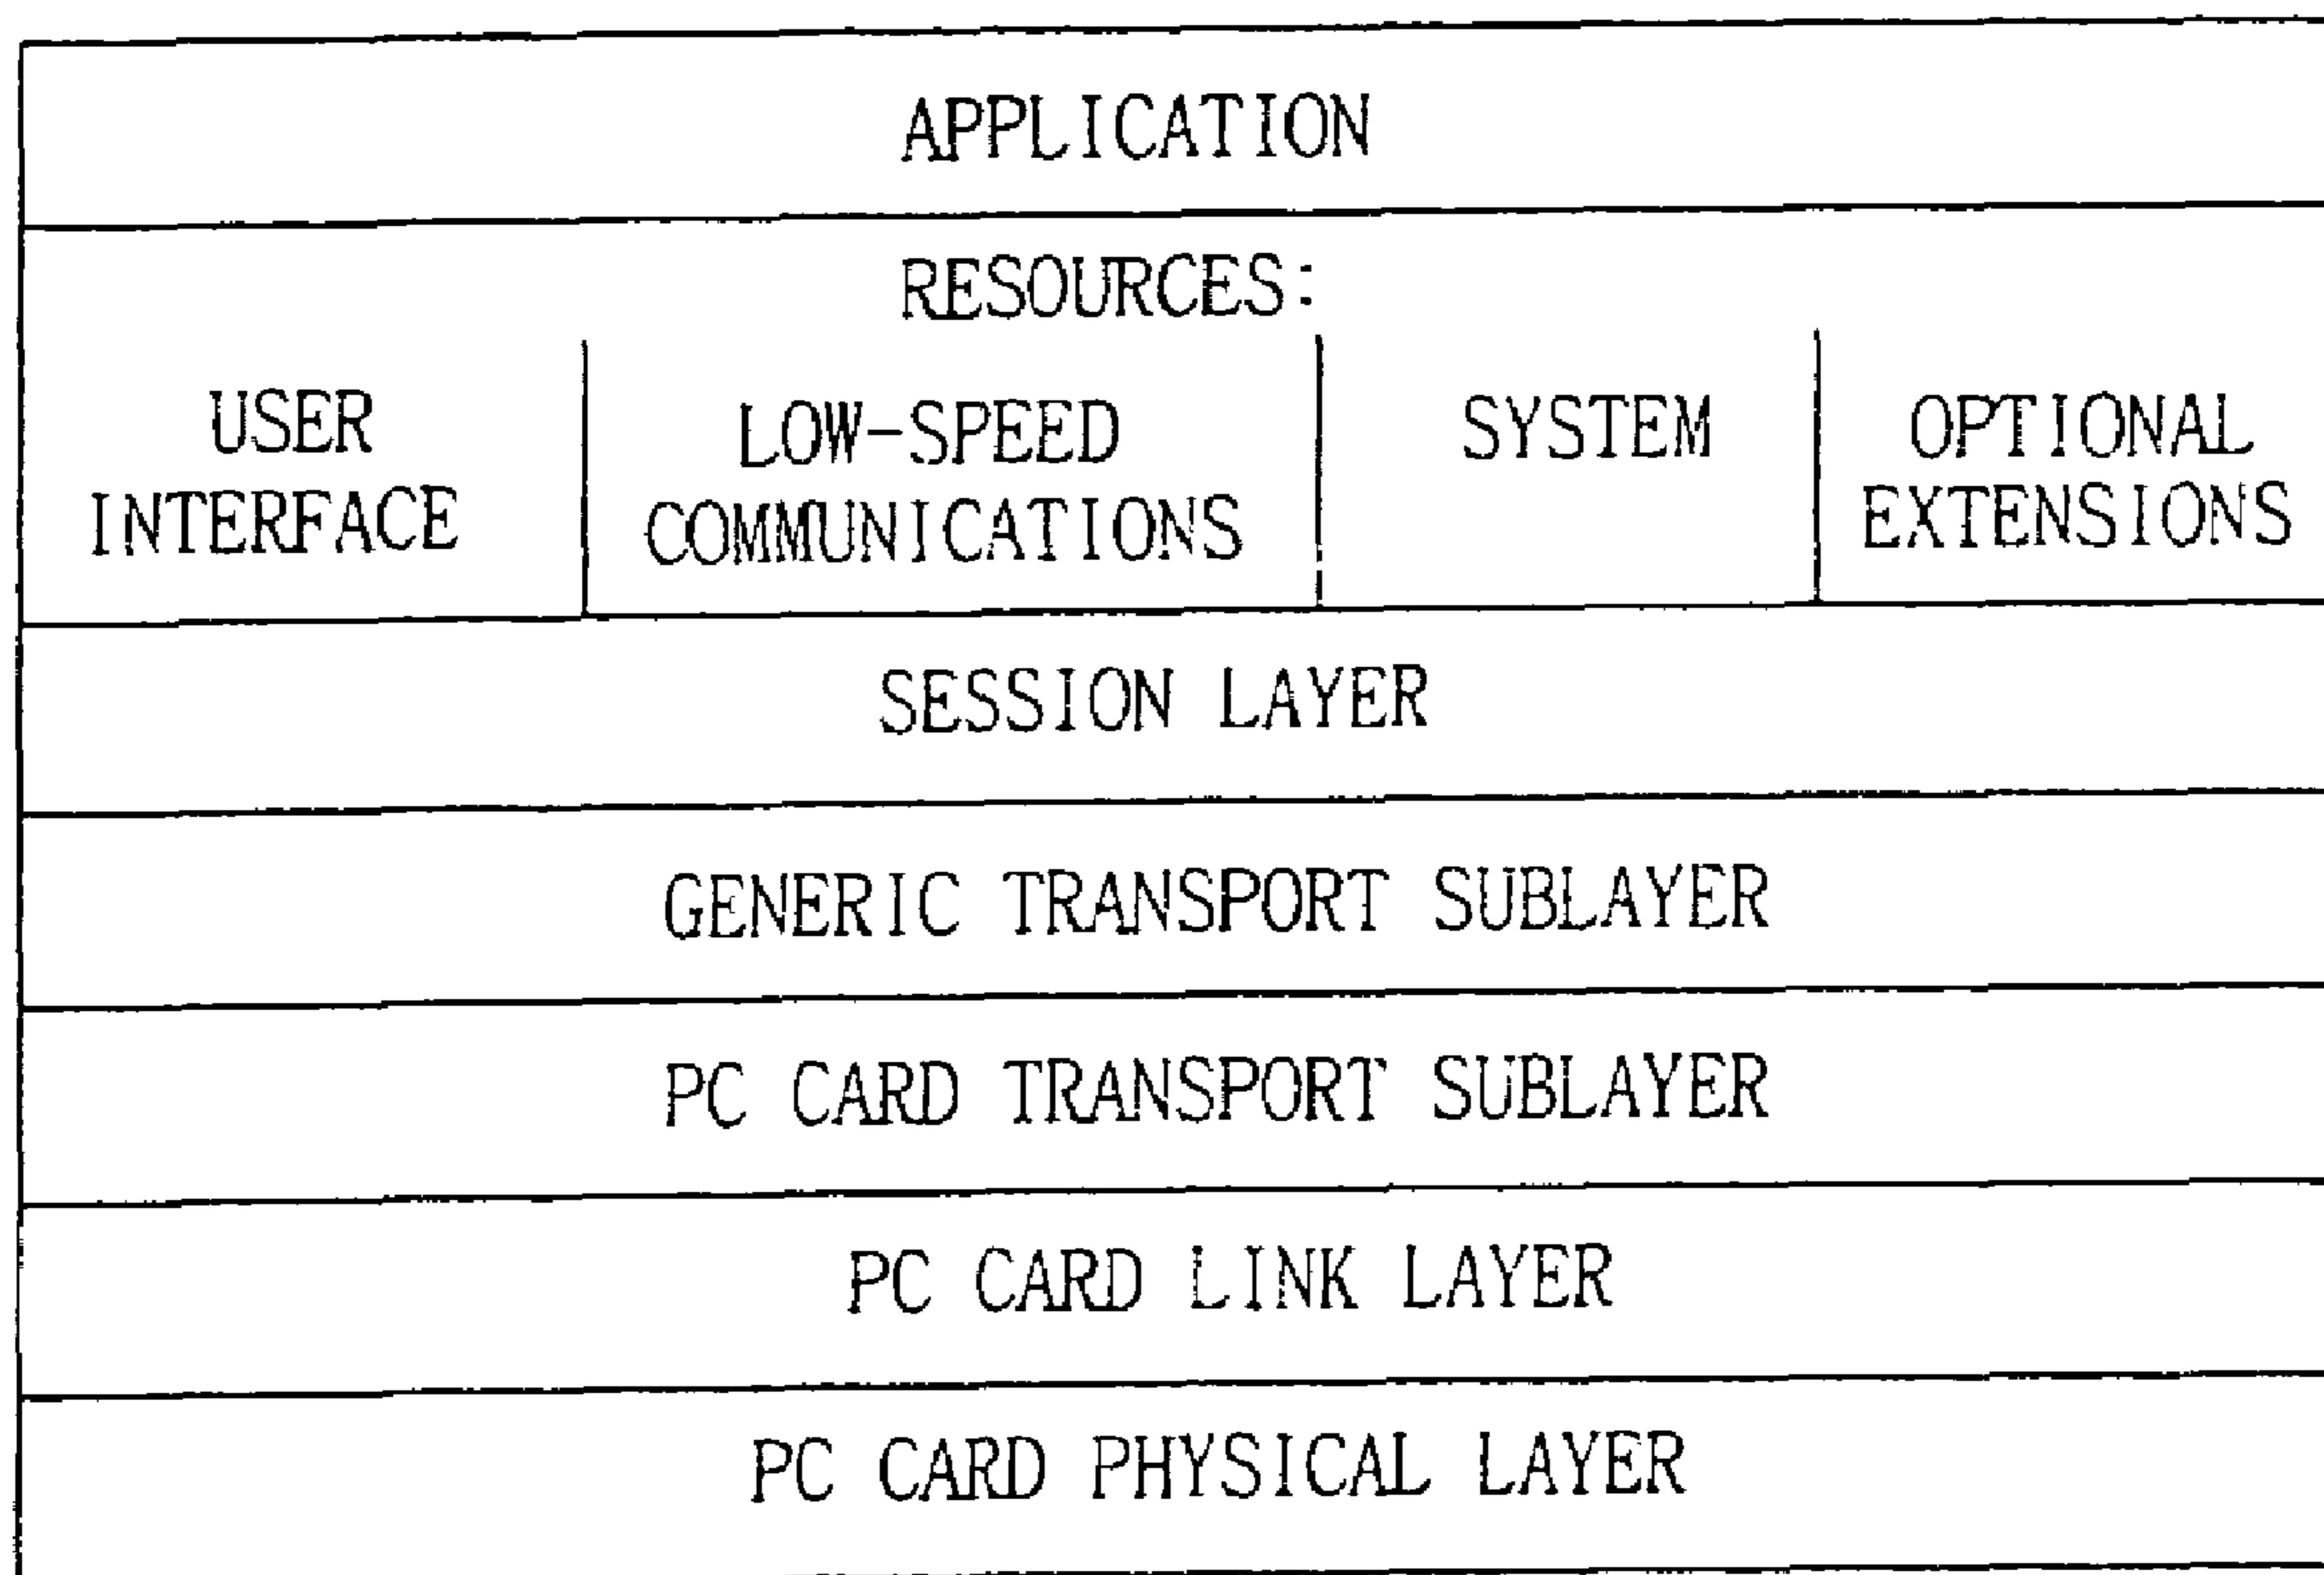 APPLICATION
RESOURCES:
USER
INTERFACE
LOW-SPEED
COMMUNICATIONS
SYSTEM
OPTIONAL
EXTENSIONS
SESSION LAYER
GENERIC TRANSPORT SUBLAYER
PC CARD TRANSPORT SUBLAYER
PC CARD LINK LAYER
PC CARD PHYSICAL LAYER